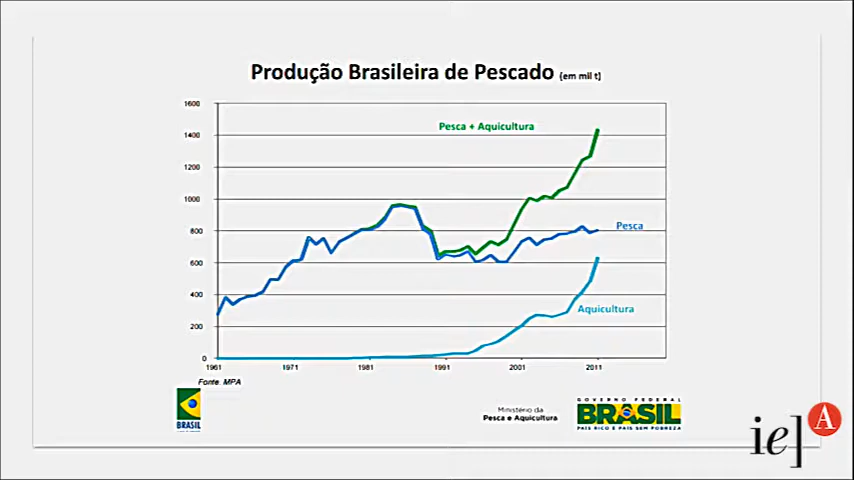 Produção Brasileira de Pescado (em mil t)
1600
1400
1200
1000
800
600
400
200
0
Pesca + Aquicultura
Pesca
Aquicultura
1961
1971
1981
1991
2001
2011
Fonte. MPA
BRASIL
Ministério da
Pesca e Aquicultura
GOVERNO FEDERAL
BRASIL
PAÍS RICO É PAÍS SEM POBREZA
ie]
A